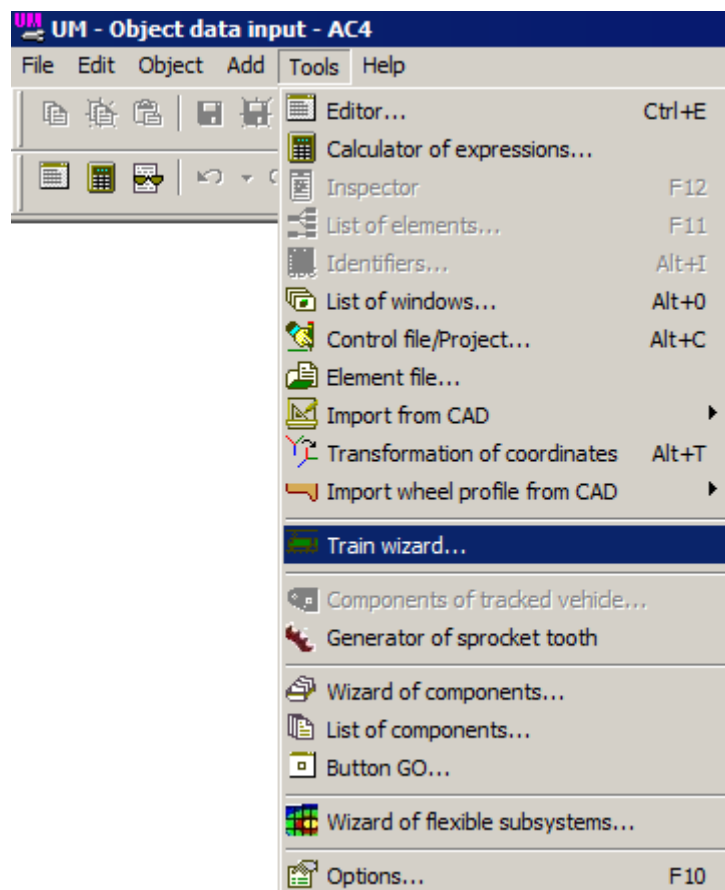 UM - Object data input - AC4
File Edit Object Add Tools Help
Editor... Ctrl+E
Calculator of expressions...
Inspector F12
List of elements... F11
Identifiers... Alt+I
List of windows... Alt+0
Control file/Project... Alt+C
Element file...
Import from CAD
Transformation of coordinates Alt+T
Import wheel profile from CAD
Train wizard...
Components of tracked vehicle...
Generator of sprocket tooth
Wizard of components...
List of components...
Button GO...
Wizard of flexible subsystems...
Options... F10